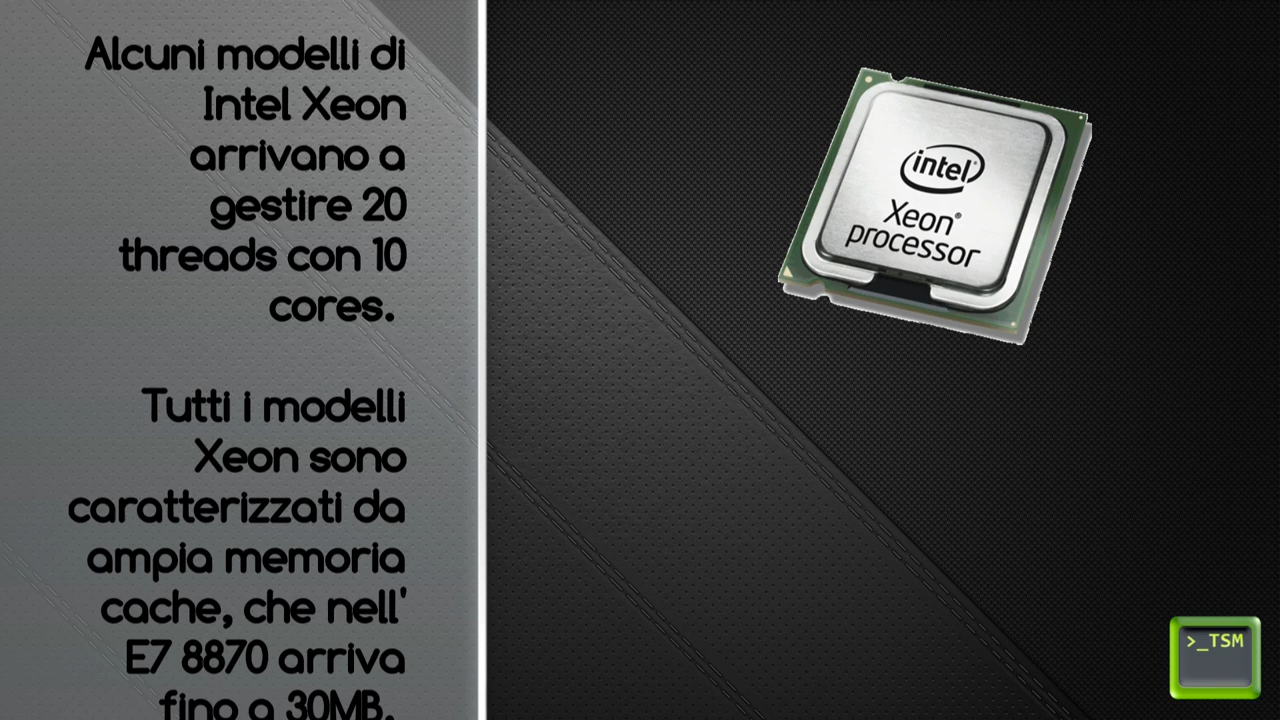 Alcuni modelli di
Intel Xeon
arrivano a
gestire 20
threads con 10
cores.
Tutti i modelli
Xeon sono
caratterizzati da
ampia memoria
cache, che nell'
E7 8870 arriva
fino a 30MB.
intel®
Xeon®
processor
>_TSM